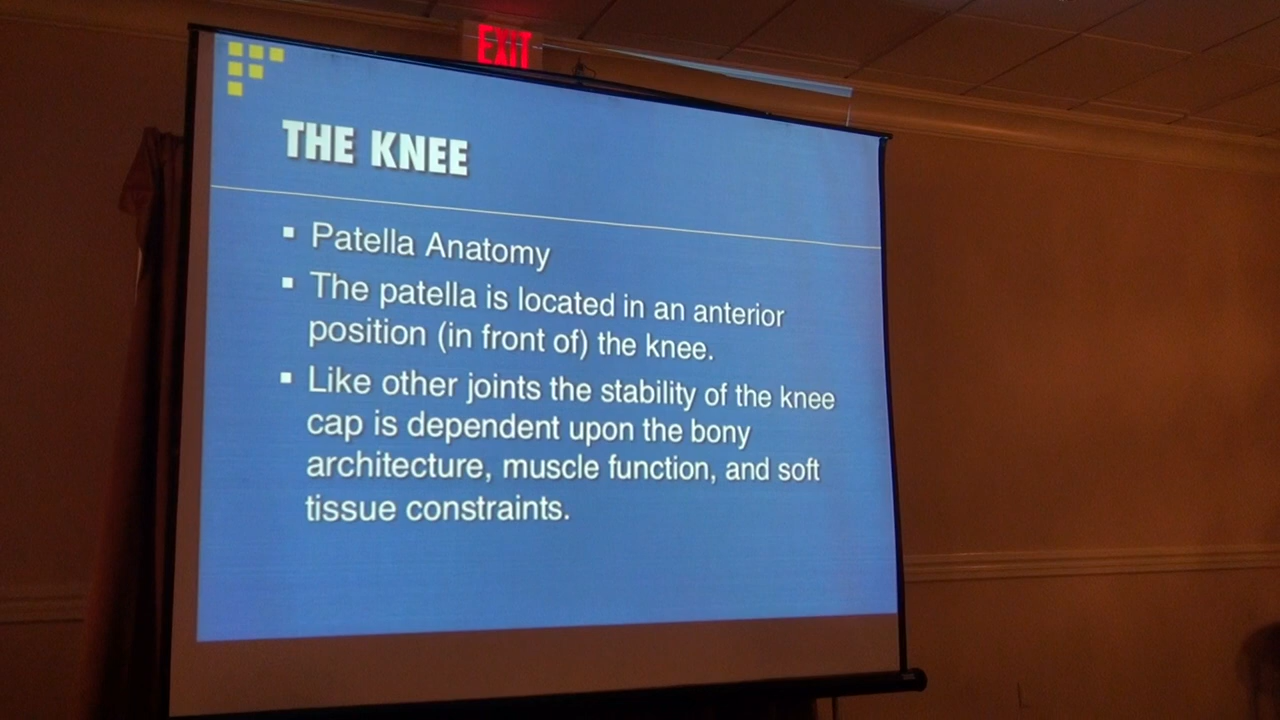 EXIT
THE KNEE
▪ Patella Anatomy
▪ The patella is located in an anterior
position (in front of) the knee.
▪ Like other joints the stability of the knee
cap is dependent upon the bony
architecture, muscle function, and soft
tissue constraints.